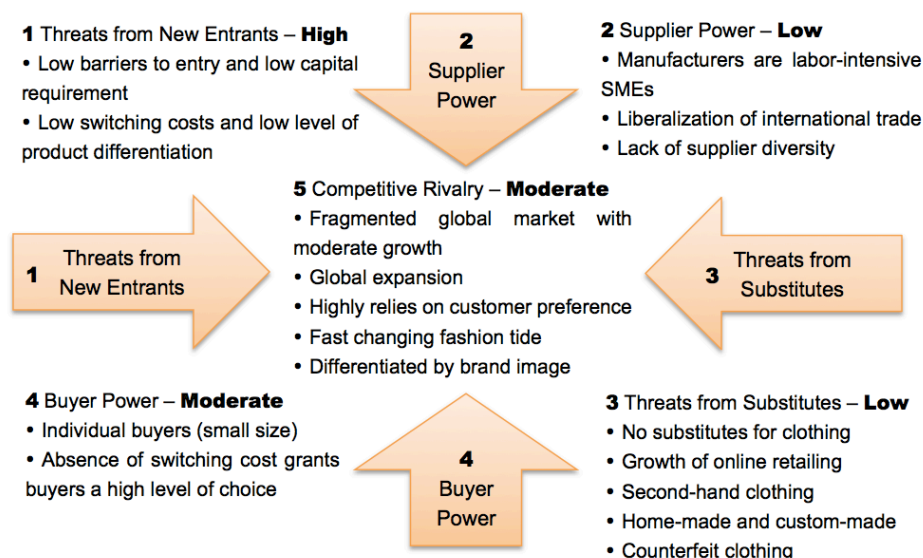 1 Threats from New Entrants – High
• Low barriers to entry and low capital
requirement
• Low switching costs and low level of
product differentiation
2
Supplier
Power
2 Supplier Power – Low
• Manufacturers are labor-intensive
SMEs
• Liberalization of international trade
• Lack of supplier diversity
1 Threats from
New Entrants
5 Competitive Rivalry – Moderate
• Fragmented global market with
moderate growth
• Global expansion
• Highly relies on customer preference
• Fast changing fashion tide
• Differentiated by brand image
3 Threats from
Substitutes
4 Buyer Power – Moderate
• Individual buyers (small size)
• Absence of switching cost grants
buyers a high level of choice
4
Buyer
Power
3 Threats from Substitutes – Low
• No substitutes for clothing
• Growth of online retailing
• Second-hand clothing
• Home-made and custom-made
• Counterfeit clothing